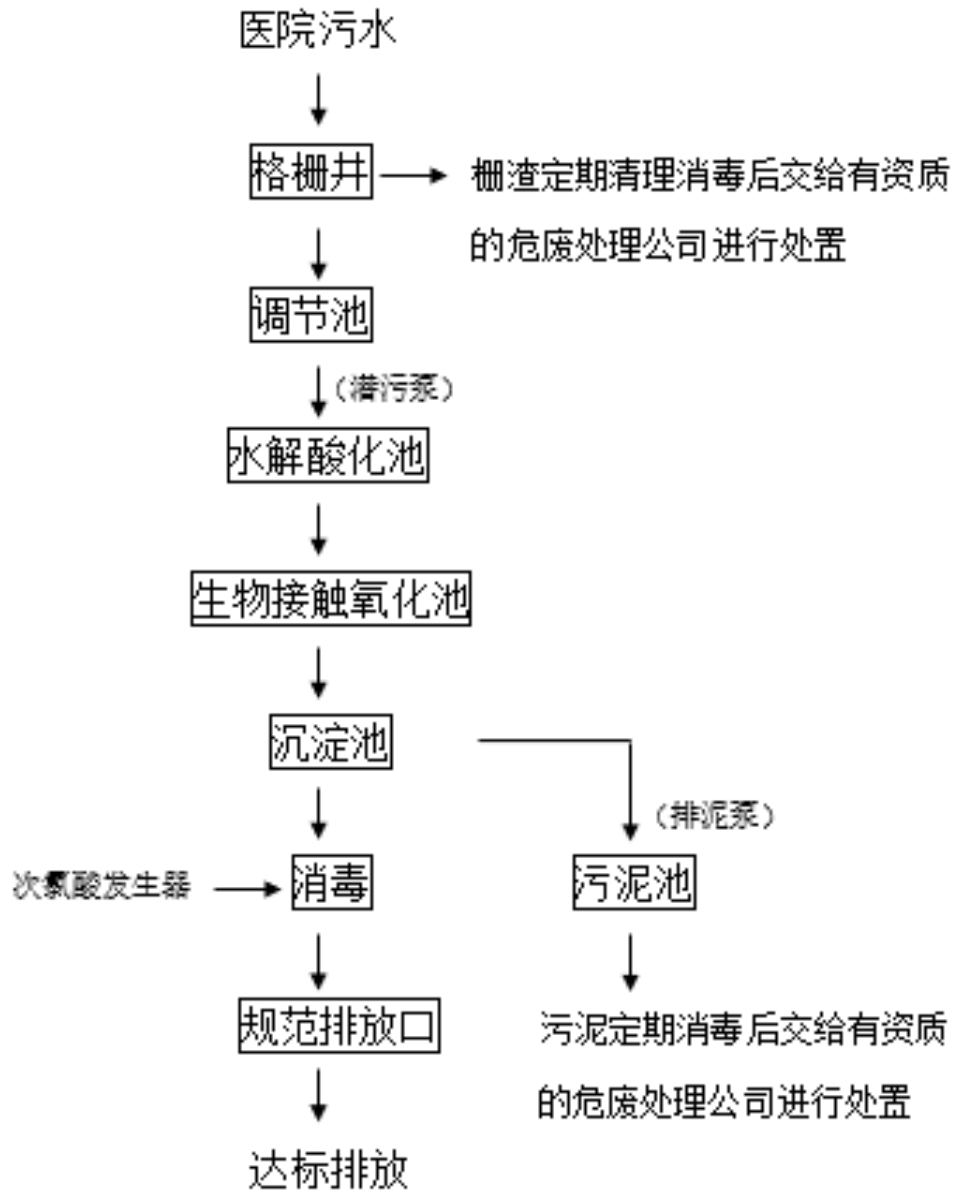 医院污水
格栅井
栅渣定期清理消毒后交给有资质
的危废处理公司进行处置
调节池
（潜污泵）
水解酸化池
生物接触氧化池
沉淀池
（排泥泵）
次氯酸发生器
消毒
污泥池
规范排放口
污泥定期消毒后交给有资质
的危废处理公司进行处置
达标排放